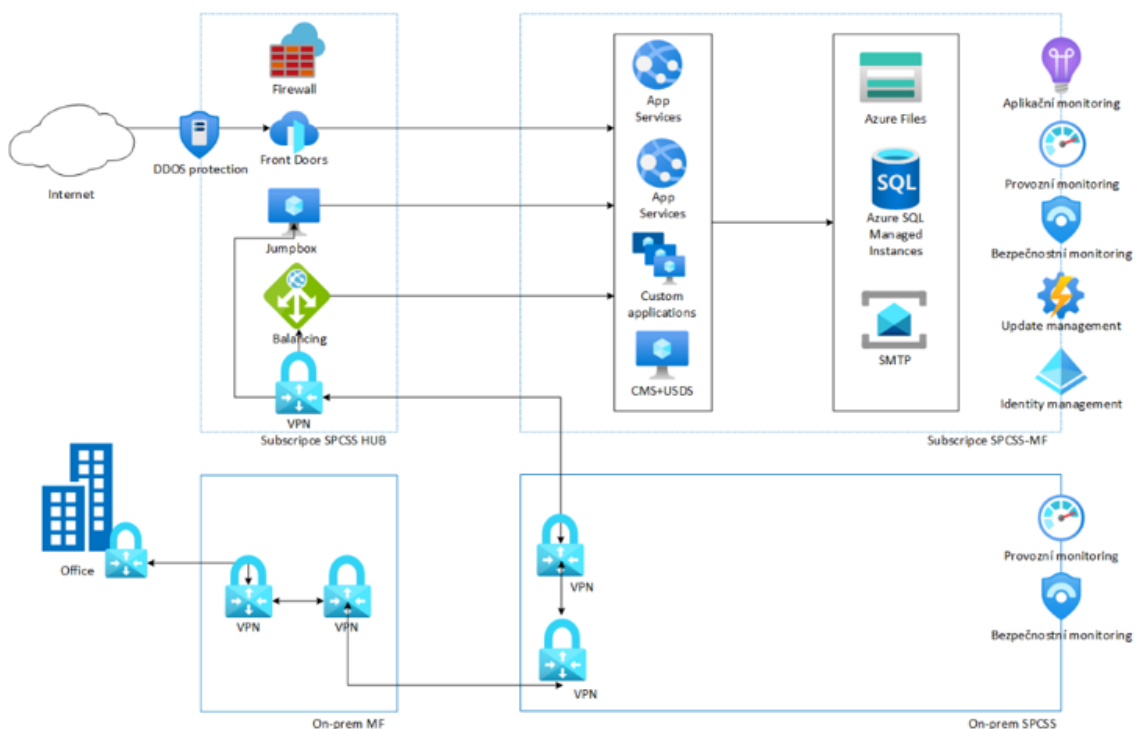 Firewall
Internet
DDOS protection
Front Doors
Jumpbox
Balancing
VPN
Subscripce SPCSS HUB
App
Services
App
Services
Custom
applications
CMS+USDS
Azure Files
SQL
Azure SQL
Managed
Instances
SMTP
Aplikační monitoring
Provozní monitoring
Bezpečnostní monitoring
Update management
Identity management
Subscripce SPCSS-MF
Office
VPN
VPN
On-prem MF
VPN
VPN
Provozní monitoring
Bezpečnostní monitoring
On-prem SPCSS